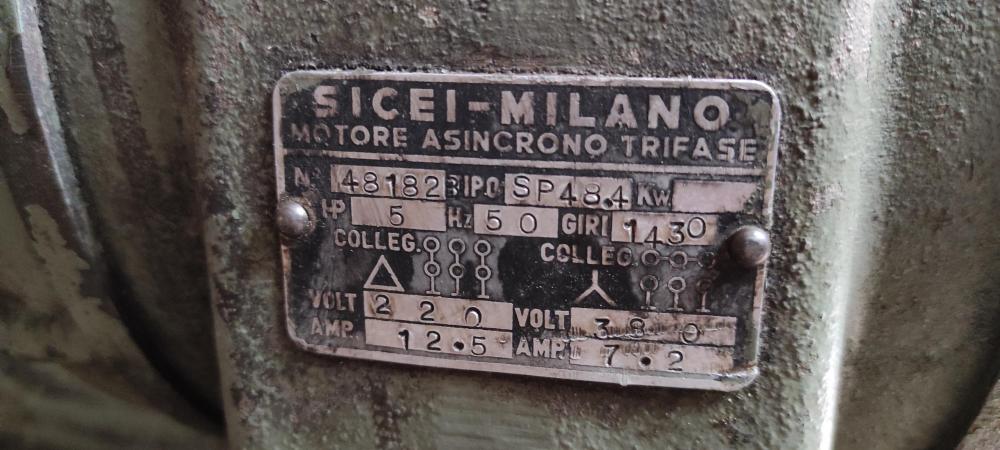 SICEI-MILANO
MOTORE ASINCRONO TRIFASE
N. 48182 TIPO SP48.4 KW
HP 5 Hz 50 GIRI 1430
COLLEG. COLLEG.
VOLT 220 VOLT 380
AMP. 12.5 AMP. 7.2